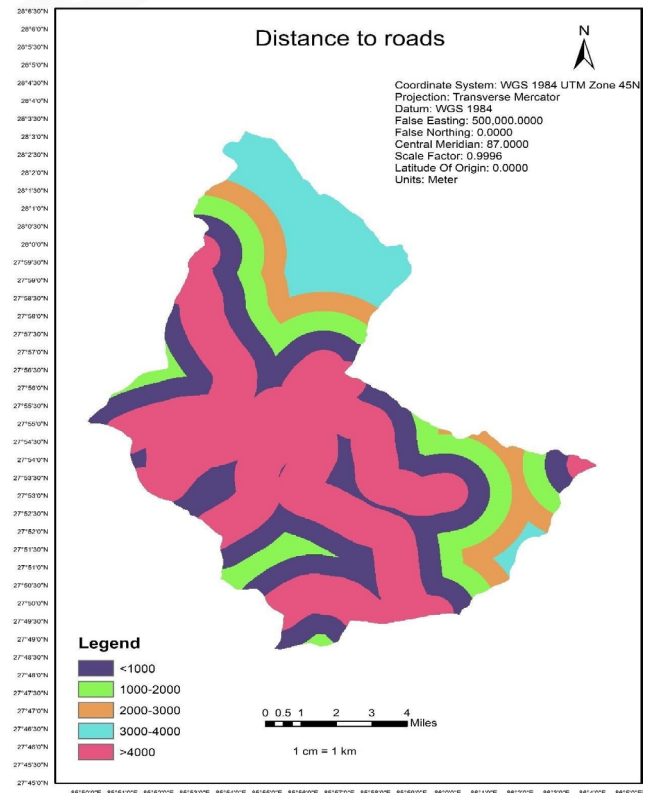 Distance to roads
N
Coordinate System: WGS 1984 UTM Zone 45N
Projection: Transverse Mercator
Datum: WGS 1984
False Easting: 500,000.0000
False Northing: 0.0000
Central Meridian: 87.0000
Scale Factor: 0.9996
Latitude Of Origin: 0.0000
Units: Meter
28°6'30"N
28°6'0"N
28°5'30"N
28°5'0"N
28°4'30"N
28°4'0"N
28°3'30"N
28°3'0"N
28°2'30"N
28°2'0"N
28°1'30"N
28°1'0"N
28°0'30"N
28°0'0"N
27°59'30"N
27°59'0"N
27°58'30"N
27°58'0"N
27°57'30"N
27°57'0"N
27°56'30"N
27°56'0"N
27°55'30"N
27°55'0"N
27°54'30"N
27°54'0"N
27°53'30"N
27°53'0"N
27°52'30"N
27°52'0"N
27°51'30"N
27°51'0"N
27°50'30"N
27°50'0"N
27°49'30"N
27°49'0"N
27°48'30"N
27°48'0"N
27°47'30"N
27°47'0"N
27°46'30"N
27°46'0"N
27°45'30"N
27°45'0"N
Legend
<1000
1000-2000
2000-3000
3000-4000
>4000
0 0.5 1 2 3 4
Miles
1 cm = 1 km